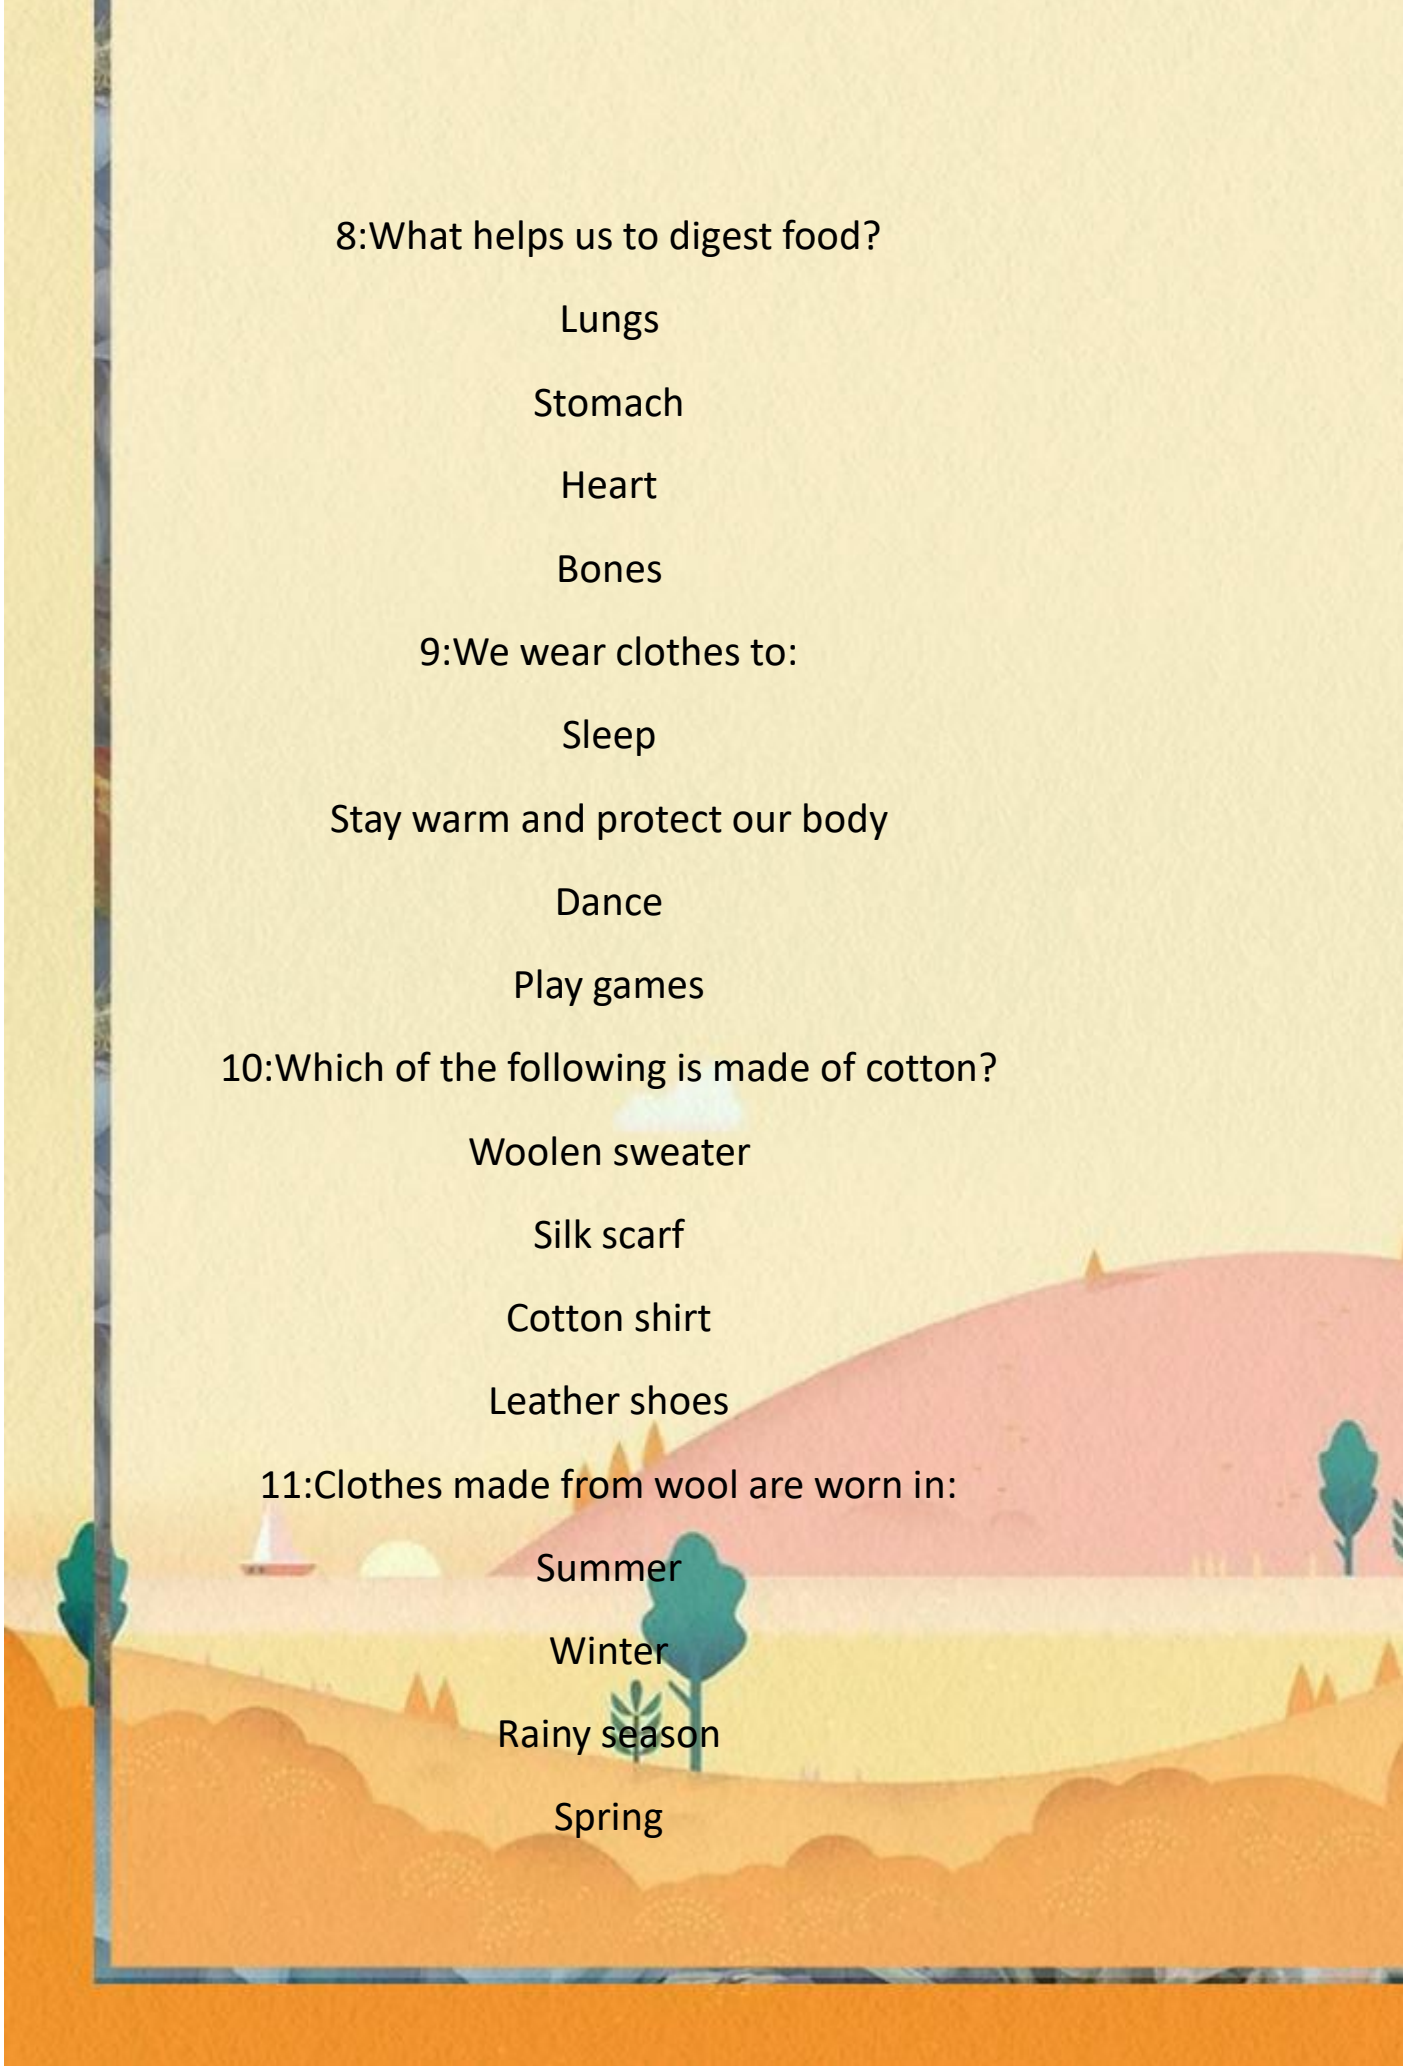 8:What helps us to digest food?
Lungs
Stomach
Heart
Bones
9:We wear clothes to:
Sleep
Stay warm and protect our body
Dance
Play games
10:Which of the following is made of cotton?
Woolen sweater
Silk scarf
Cotton shirt
Leather shoes
11:Clothes made from wool are worn in:
Summer
Winter
Rainy season
Spring